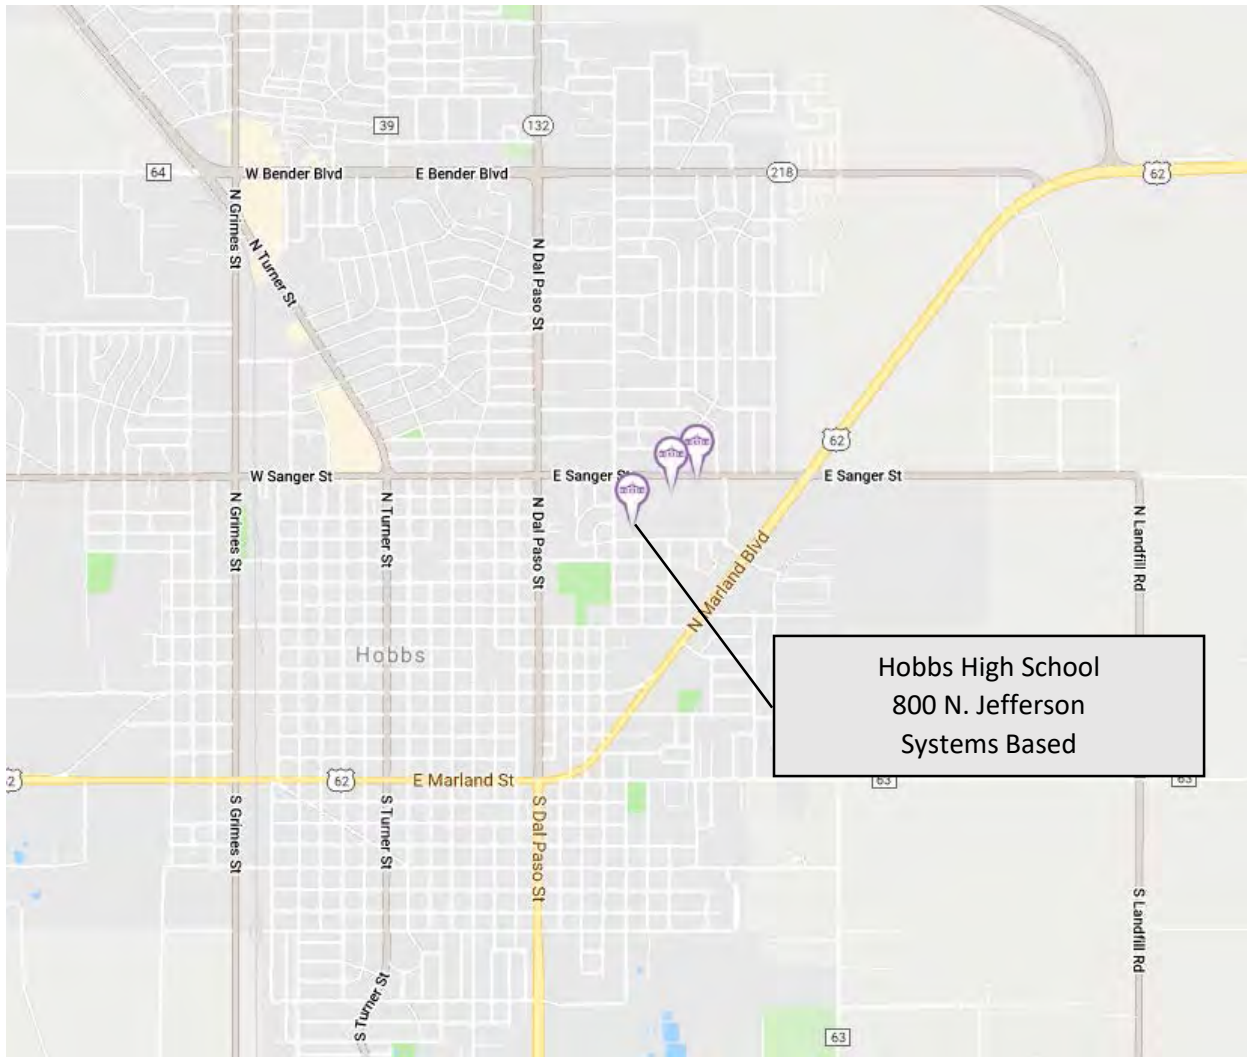 39
132
64
W Bender Blvd
E Bender Blvd
218
62
N Grimes St
N Turner St
N Dal Paso St
62
W Sanger St
E Sanger St
E Sanger St
N Grimes St
N Turner St
N Dal Paso St
N Landfill Rd
N Marland Blvd
Hobbs
Hobbs High School
800 N. Jefferson
Systems Based
62
E Marland St
63
63
S Grimes St
S Turner St
S Dal Paso St
S Landfill Rd
S Turner St
63